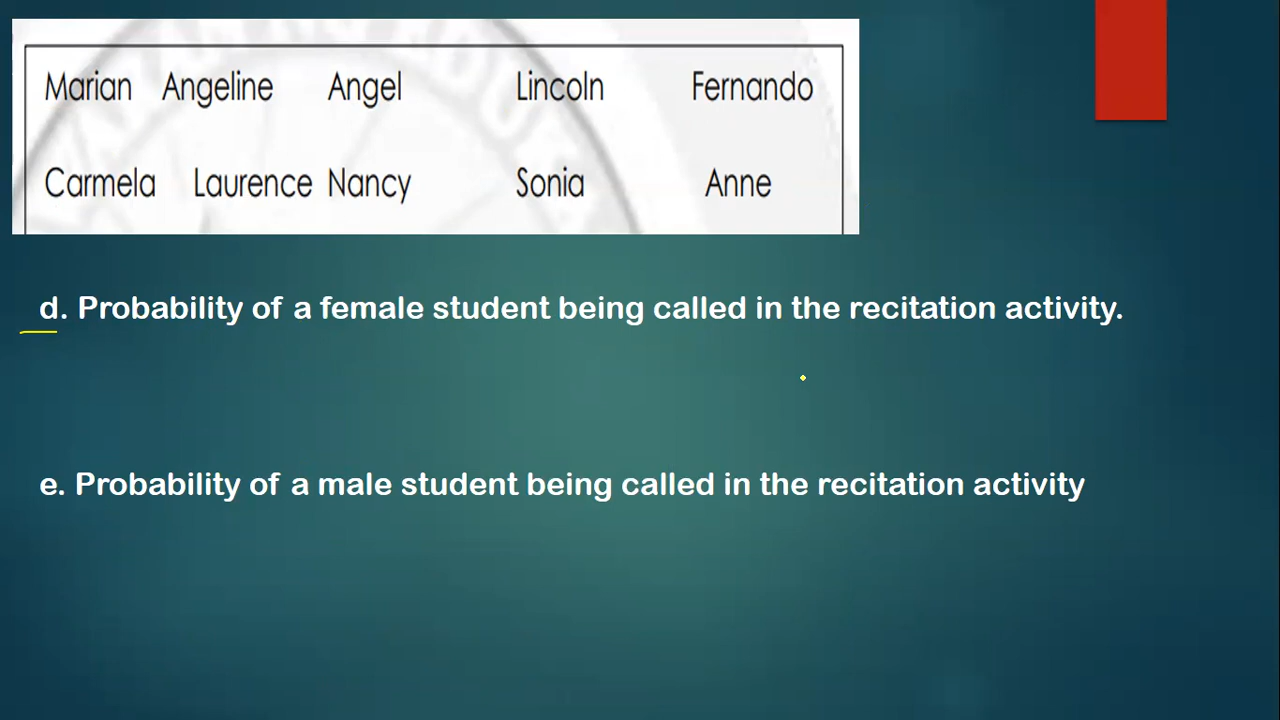 Marian Angeline Angel Lincoln Fernando
Carmela Laurence Nancy Sonia Anne
d. Probability of a female student being called in the recitation activity.
e. Probability of a male student being called in the recitation activity